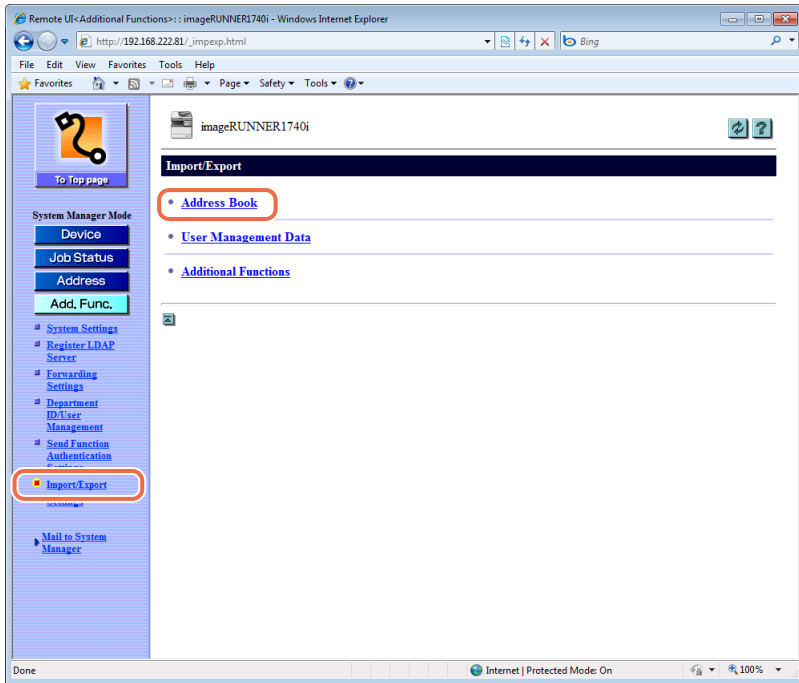 Remote UI<Additional Functions>: : imageRUNNER1740i - Windows Internet Explorer
http://192.168.222.81/_impexp.html
Bing
File Edit View Favorites Tools Help
Favorites Page Safety Tools
To Top page
imageRUNNER1740i
Import/Export
System Manager Mode
Device
Job Status
Address
Add. Func.
System Settings
Register LDAP
Server
Forwarding
Settings
Department
ID/User
Management
Send Function
Authentication
Settings
Import/Export
Settings
Mail to System
Manager
Address Book
User Management Data
Additional Functions
Done
Internet | Protected Mode: On
100%